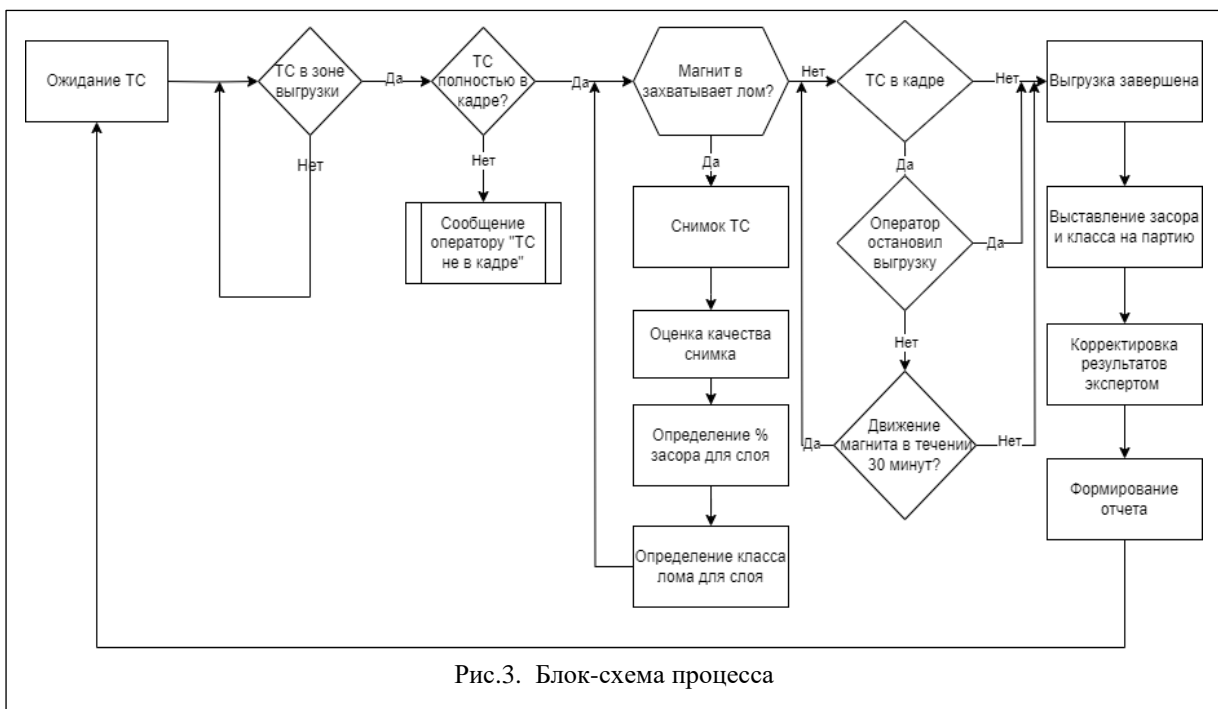 Ожидание ТС
ТС в зоне
выгрузки
Да
Нет
ТС
полностью в
кадре?
Да
Нет
Сообщение
оператору "ТС
не в кадре"
Магнит в
захватывает лом?
Нет
Да
Снимок ТС
Оценка качества
снимка
Определение %
засора для слоя
Определение класса
лома для слоя
ТС в кадре
Нет
Да
Оператор
остановил
выгрузку
Да
Нет
Движение
магнита в течении
30 минут?
Да
Нет
Выгрузка завершена
Выставление засора
и класса на партию
Корректировка
результатов
экспертом
Формирование
отчета
Рис.3. Блок-схема процесса